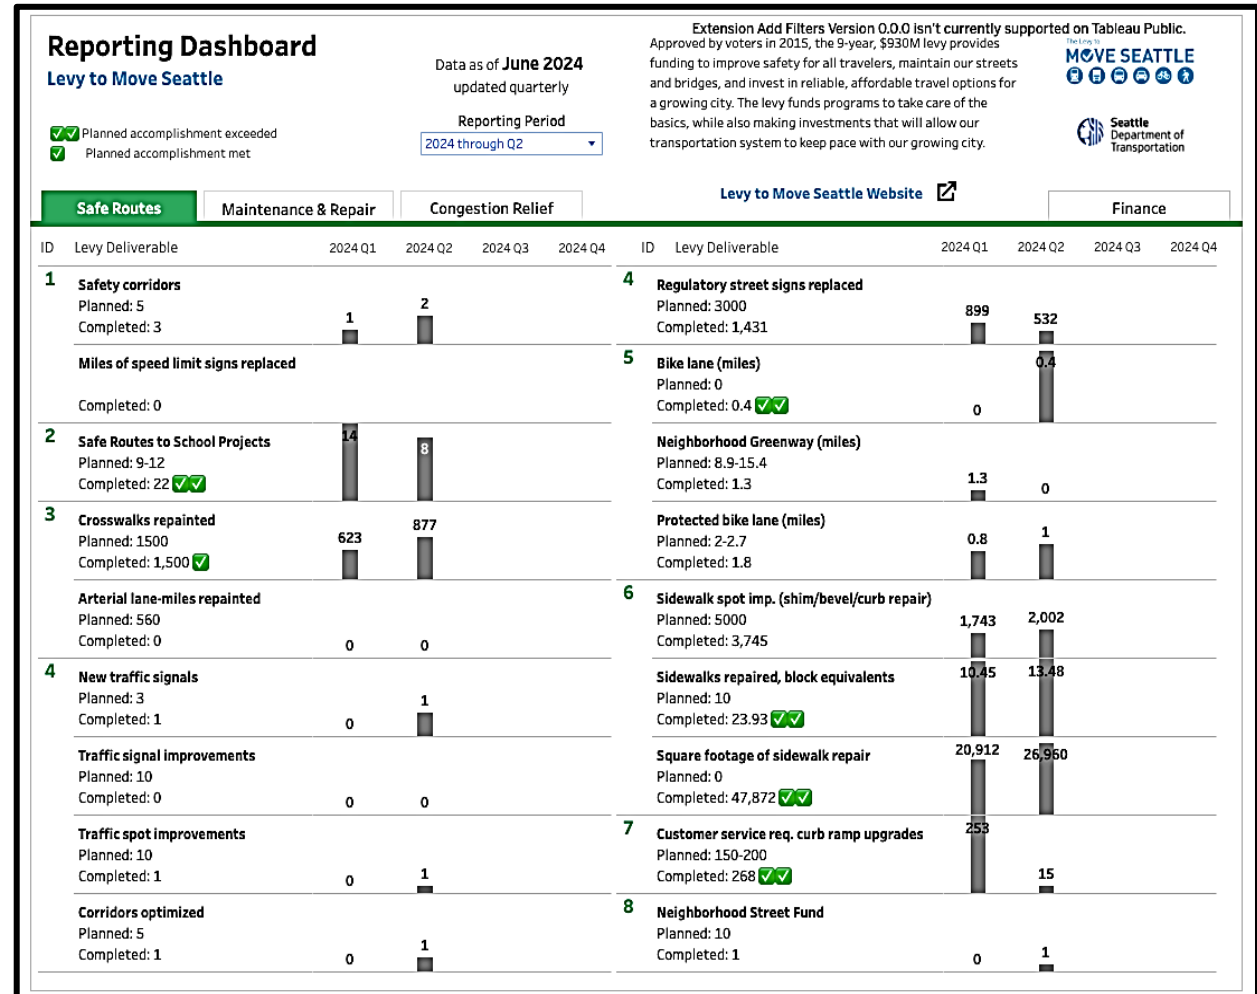 Extension Add Filters Version 0.0.0 isn't currently supported on Tableau Public.
Reporting Dashboard
Levy to Move Seattle
Data as of June 2024
updated quarterly
Reporting Period
2024 through Q2
Planned accomplishment exceeded
Planned accomplishment met
Approved by voters in 2015, the 9-year, $930M levy provides
funding to improve safety for all travelers, maintain our streets
and bridges, and invest in reliable, affordable travel options for
a growing city. The levy funds programs to take care of the
basics, while also making investments that will allow our
transportation system to keep pace with our growing city.
The Levy to
MOVE SEATTLE
Seattle
Department of
Transportation
Levy to Move Seattle Website
Safe Routes
Maintenance & Repair
Congestion Relief
Finance
ID Levy Deliverable 2024 Q1 2024 Q2 2024 Q3 2024 Q4
1
Safety corridors
Planned: 5
Completed: 3
1 2
Miles of speed limit signs replaced
Completed: 0
2
Safe Routes to School Projects
Planned: 9-12
Completed: 22
14 8
3
Crosswalks repainted
Planned: 1500
Completed: 1,500
623 877
Arterial lane-miles repainted
Planned: 560
Completed: 0
0 0
4
New traffic signals
Planned: 3
Completed: 1
0 1
Traffic signal improvements
Planned: 10
Completed: 0
0 0
Traffic spot improvements
Planned: 10
Completed: 1
0 1
Corridors optimized
Planned: 5
Completed: 1
0 1
ID Levy Deliverable 2024 Q1 2024 Q2 2024 Q3 2024 Q4
4
Regulatory street signs replaced
Planned: 3000
Completed: 1,431
899 532
5
Bike lane (miles)
Planned: 0
Completed: 0.4
0 0.4
Neighborhood Greenway (miles)
Planned: 8.9-15.4
Completed: 1.3
1.3 0
Protected bike lane (miles)
Planned: 2-2.7
Completed: 1.8
0.8 1
6
Sidewalk spot imp. (shim/bevel/curb repair)
Planned: 5000
Completed: 3,745
1,743 2,002
Sidewalks repaired, block equivalents
Planned: 10
Completed: 23.93
10.45 13.48
Square footage of sidewalk repair
Planned: 0
Completed: 47,872
20,912 26,960
7
Customer service req. curb ramp upgrades
Planned: 150-200
Completed: 268
253 15
8
Neighborhood Street Fund
Planned: 10
Completed: 1
0 1